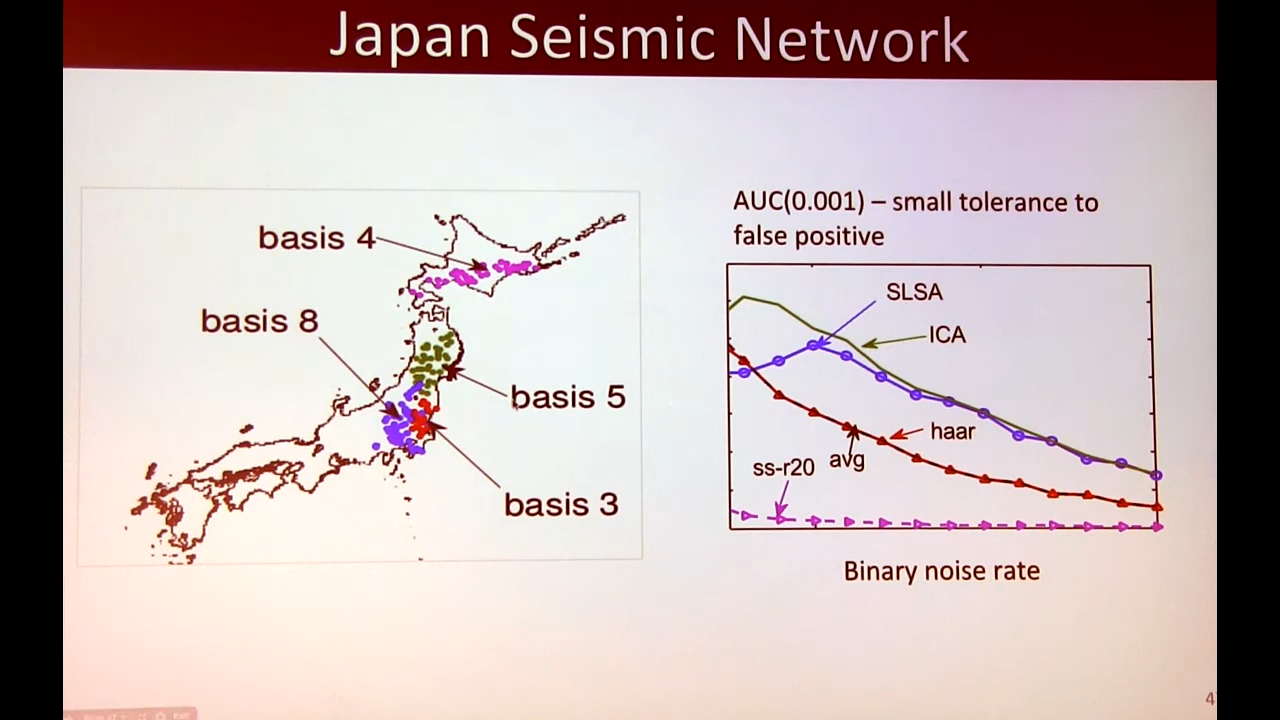 Japan Seismic Network
basis 4
basis 8
basis 5
basis 3
AUC(0.001) – small tolerance to
false positive
SLSA
ICA
haar
avg
ss-r20
Binary noise rate